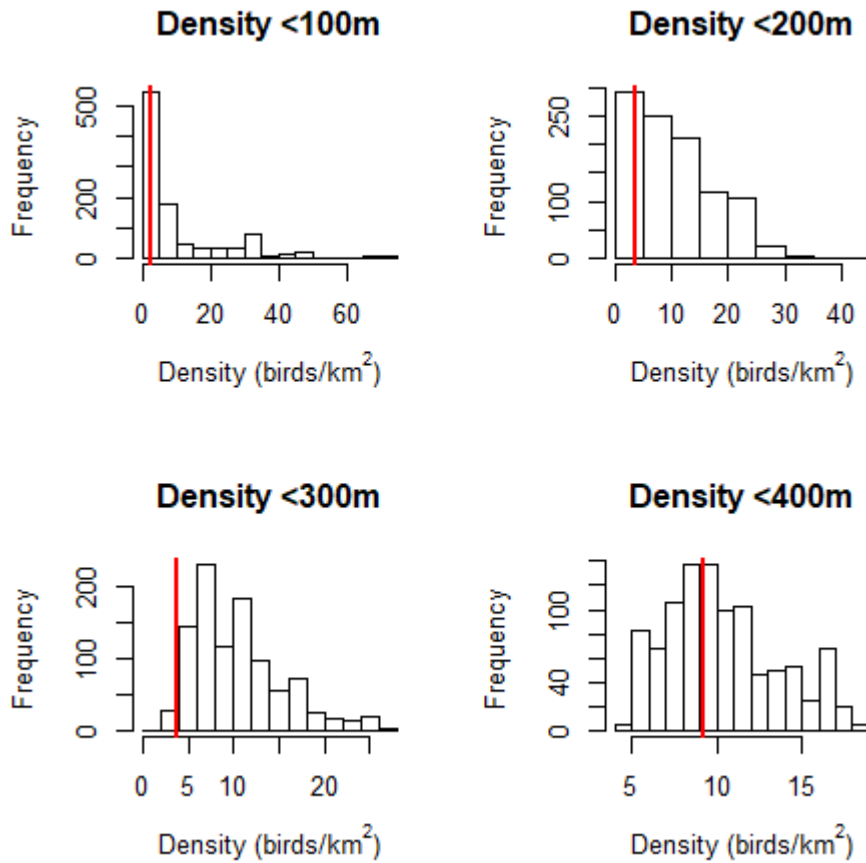 Density <100m
Frequency
0 200 500
0 20 40 60
Density (birds/km²)
Density <200m
Frequency
0 100 250
0 10 20 30 40
Density (birds/km²)
Density <300m
Frequency
0 100 200
0 5 10 20
Density (birds/km²)
Density <400m
Frequency
0 40 100
5 10 15
Density (birds/km²)